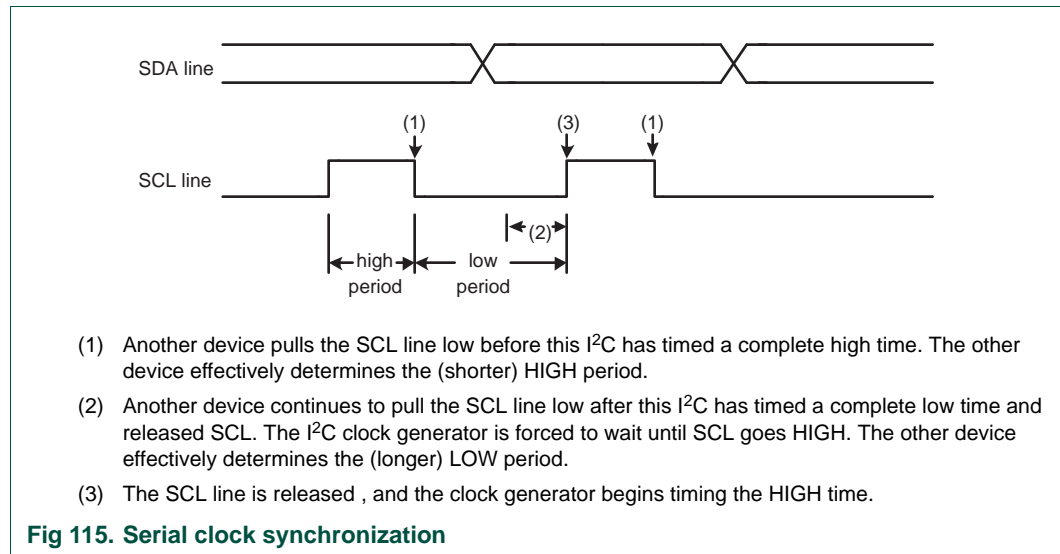 SDA line
(1) (3) (1)
SCL line
(2)
high period
low period
(1) Another device pulls the SCL line low before this I2C has timed a complete high time. The other
device effectively determines the (shorter) HIGH period.
(2) Another device continues to pull the SCL line low after this I2C has timed a complete low time and
released SCL. The I2C clock generator is forced to wait until SCL goes HIGH. The other device
effectively determines the (longer) LOW period.
(3) The SCL line is released , and the clock generator begins timing the HIGH time.
Fig 115. Serial clock synchronization